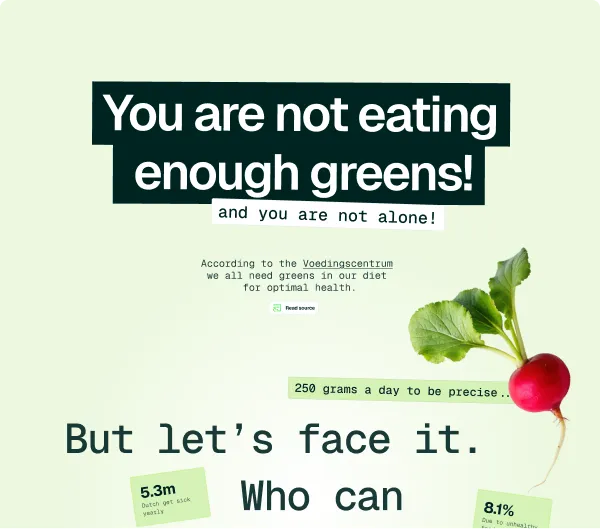 You are not eating
enough greens!
and you are not alone!
According to the Voedingscentrum
we all need greens in our diet
for optimal health.
Read source
250 grams a day to be precise..
But let’s face it.
5.3m
Dutch get sick
yeasly
Who can
8.1%
Due to unhealthy